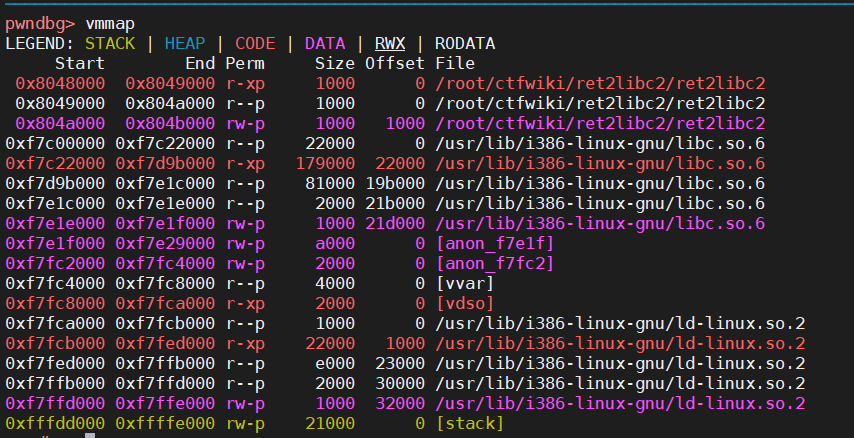 pwndbg> vmmap
LEGEND: STACK | HEAP | CODE | DATA | RWX | RODATA
Start End Perm Size Offset File
0x8048000 0x8049000 r-xp 1000 0 /root/ctfwiki/ret2libc2/ret2libc2
0x8049000 0x804a000 r--p 1000 0 /root/ctfwiki/ret2libc2/ret2libc2
0x804a000 0x804b000 rw-p 1000 1000 /root/ctfwiki/ret2libc2/ret2libc2
0xf7c00000 0xf7c22000 r--p 22000 0 /usr/lib/i386-linux-gnu/libc.so.6
0xf7c22000 0xf7d9b000 r-xp 179000 22000 /usr/lib/i386-linux-gnu/libc.so.6
0xf7d9b000 0xf7e1c000 r--p 81000 19b000 /usr/lib/i386-linux-gnu/libc.so.6
0xf7e1c000 0xf7e1e000 r--p 2000 21b000 /usr/lib/i386-linux-gnu/libc.so.6
0xf7e1e000 0xf7e1f000 rw-p 1000 21d000 /usr/lib/i386-linux-gnu/libc.so.6
0xf7e1f000 0xf7e29000 rw-p a000 0 [anon_f7e1f]
0xf7fc2000 0xf7fc4000 rw-p 2000 0 [anon_f7fc2]
0xf7fc4000 0xf7fc8000 r--p 4000 0 [vvar]
0xf7fc8000 0xf7fca000 r-xp 2000 0 [vdso]
0xf7fca000 0xf7fcb000 r--p 1000 0 /usr/lib/i386-linux-gnu/ld-linux.so.2
0xf7fcb000 0xf7fed000 r-xp 22000 1000 /usr/lib/i386-linux-gnu/ld-linux.so.2
0xf7fed000 0xf7ffb000 r--p e000 23000 /usr/lib/i386-linux-gnu/ld-linux.so.2
0xf7ffb000 0xf7ffd000 r--p 2000 30000 /usr/lib/i386-linux-gnu/ld-linux.so.2
0xf7ffd000 0xf7ffe000 rw-p 1000 32000 /usr/lib/i386-linux-gnu/ld-linux.so.2
0xfffdd000 0xffffe000 rw-p 21000 0 [stack]